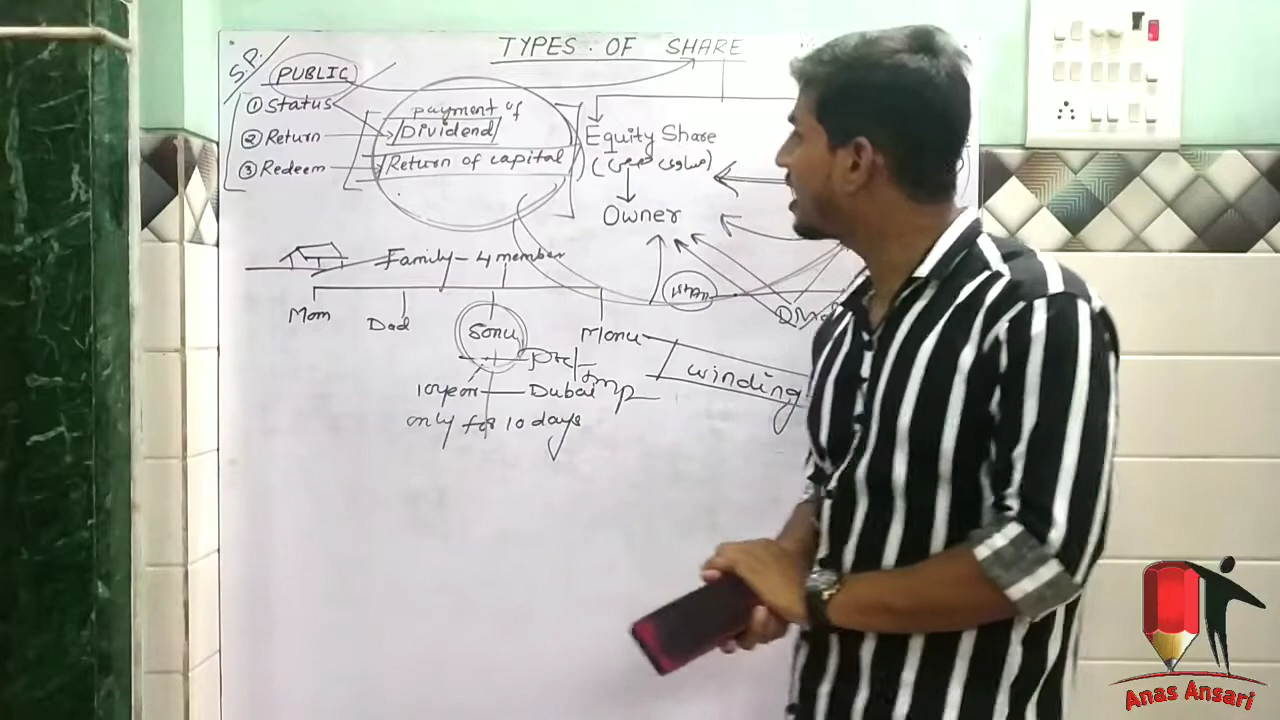 TYPES OF SHARE
S.P.
PUBLIC
① Status
② Return
③ Redeem
payment of
Dividend
Return of capital
Equity Share
(مساوی حصص)
Owner
Family - 4 member
Mom
Dad
Sonu
Monu
10 year - Dubai
only for 10 days
winding
Anas Ansari